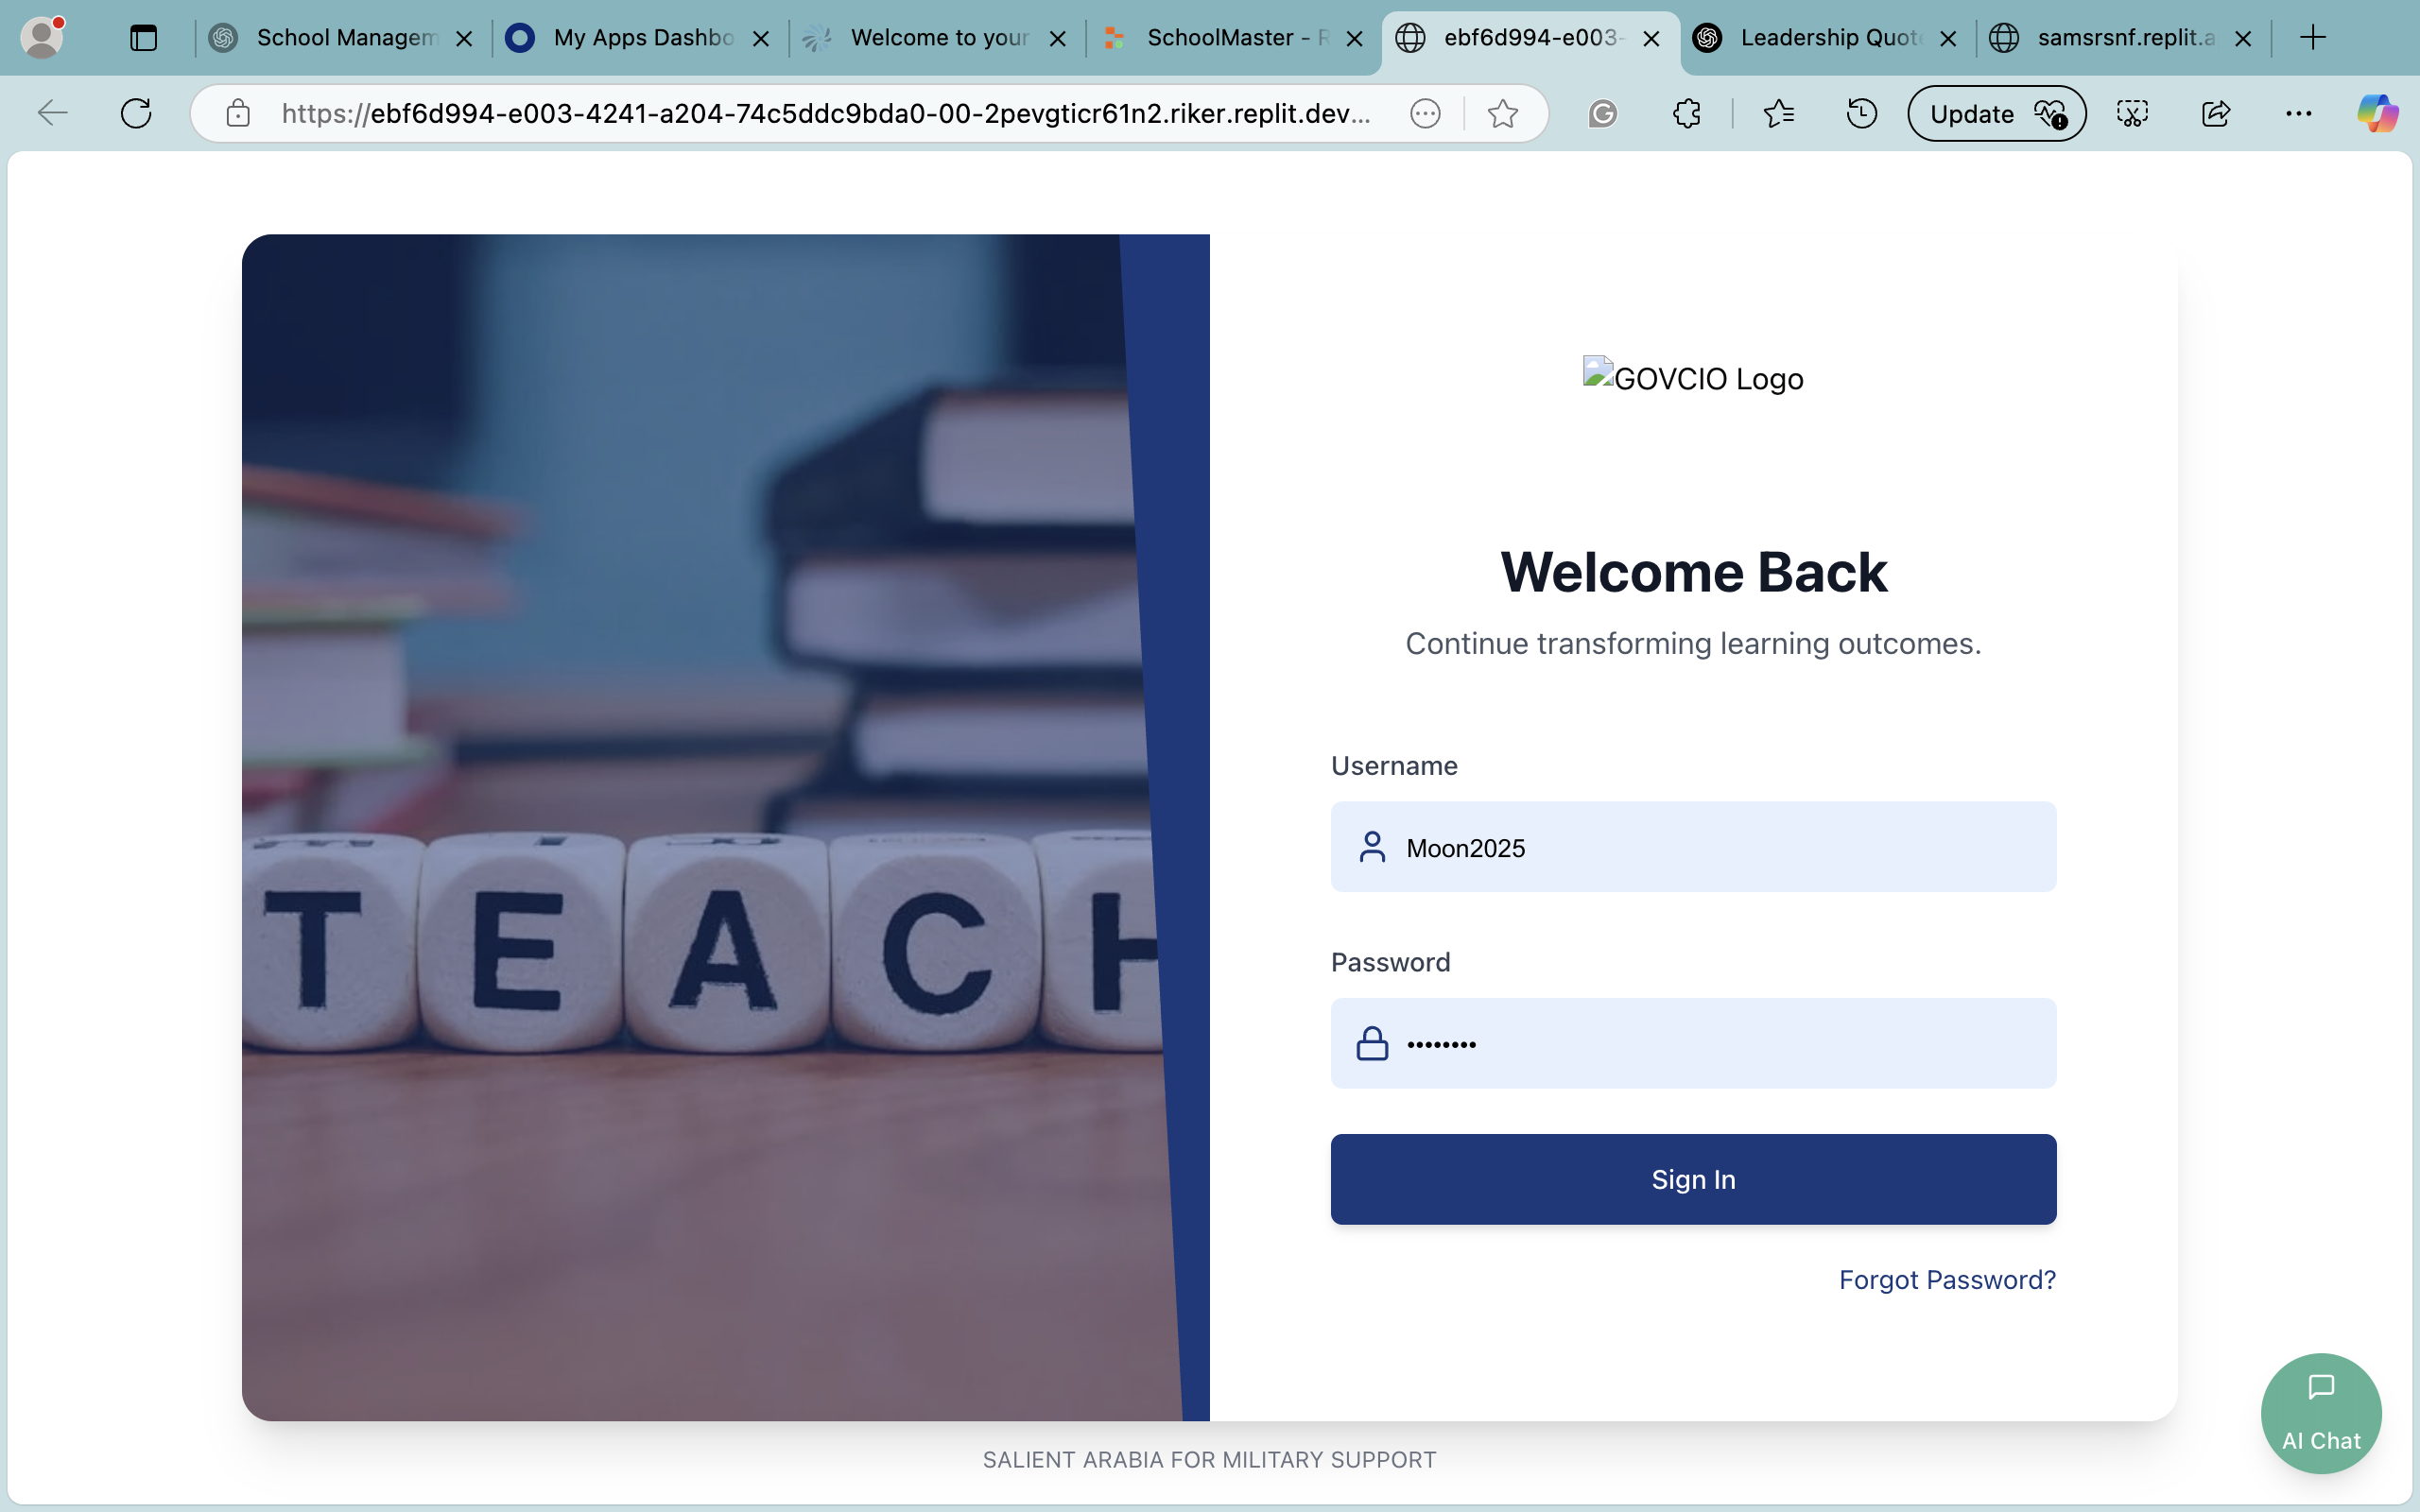 School Managem
My Apps Dashbo
Welcome to your
SchoolMaster - R
ebf6d994-e003-
Leadership Quot
samsrsnf.replit.a
https://ebf6d994-e003-4241-a204-74c5ddc9bda0-00-2pevgticr61n2.riker.replit.dev...
Update
GOVCIO Logo
Welcome Back
Continue transforming learning outcomes.
Username
Moon2025
Password
••••••••
Sign In
Forgot Password?
TEACH
AI Chat
SALIENT ARABIA FOR MILITARY SUPPORT